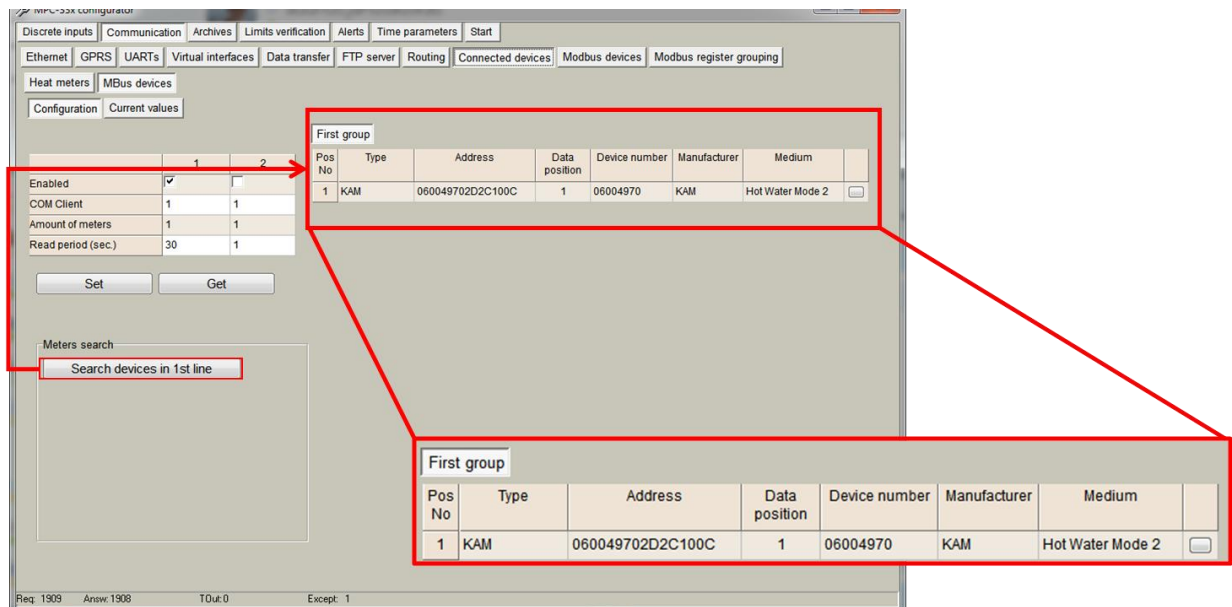 MPC-33x configurator
Discrete inputs Communication Archives Limits verification Alerts Time parameters Start
Ethernet GPRS UARTs Virtual interfaces Data transfer FTP server Routing Connected devices Modbus devices Modbus register grouping
Heat meters MBus devices
Configuration Current values
First group
Pos No Type Address Data position Device number Manufacturer Medium
1 KAM 060049702D2C100C 1 06004970 KAM Hot Water Mode 2
1 2
Enabled
COM Client 1 1
Amount of meters 1 1
Read period (sec.) 30 1
Set Get
Meters search
Search devices in 1st line
First group
Pos No Type Address Data position Device number Manufacturer Medium
1 KAM 060049702D2C100C 1 06004970 KAM Hot Water Mode 2
Req: 1909 Answ: 1908 TOut: 0 Except: 1